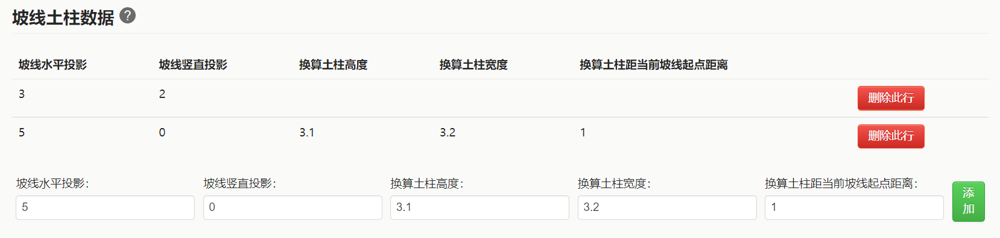 坡线土柱数据 ?
坡线水平投影 坡线竖直投影 换算土柱高度 换算土柱宽度 换算土柱距当前坡线起点距离
3 2 删除此行
5 0 3.1 3.2 1 删除此行
坡线水平投影: 坡线竖直投影: 换算土柱高度: 换算土柱宽度: 换算土柱距当前坡线起点距离:
5 0 3.1 3.2 1
添
加